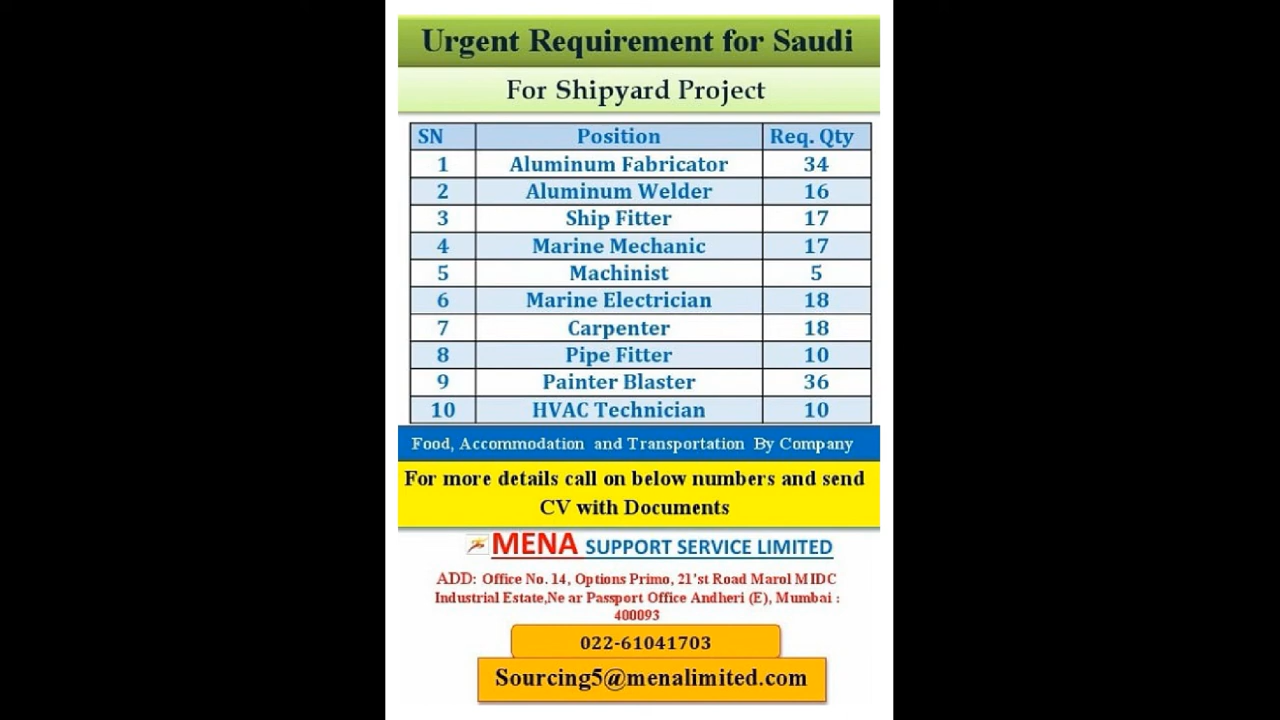 Urgent Requirement for Saudi
For Shipyard Project
SN Position Req. Qty
1 Aluminum Fabricator 34
2 Aluminum Welder 16
3 Ship Fitter 17
4 Marine Mechanic 17
5 Machinist 5
6 Marine Electrician 18
7 Carpenter 18
8 Pipe Fitter 10
9 Painter Blaster 36
10 HVAC Technician 10
Food, Accommodation and Transportation By Company
For more details call on below numbers and send
CV with Documents
MENA SUPPORT SERVICE LIMITED
ADD: Office No. 14, Options Primo, 21'st Road Marol MIDC
Industrial Estate,Ne ar Passport Office Andheri (E), Mumbai :
400093
022-61041703
Sourcing5@menalimited.com